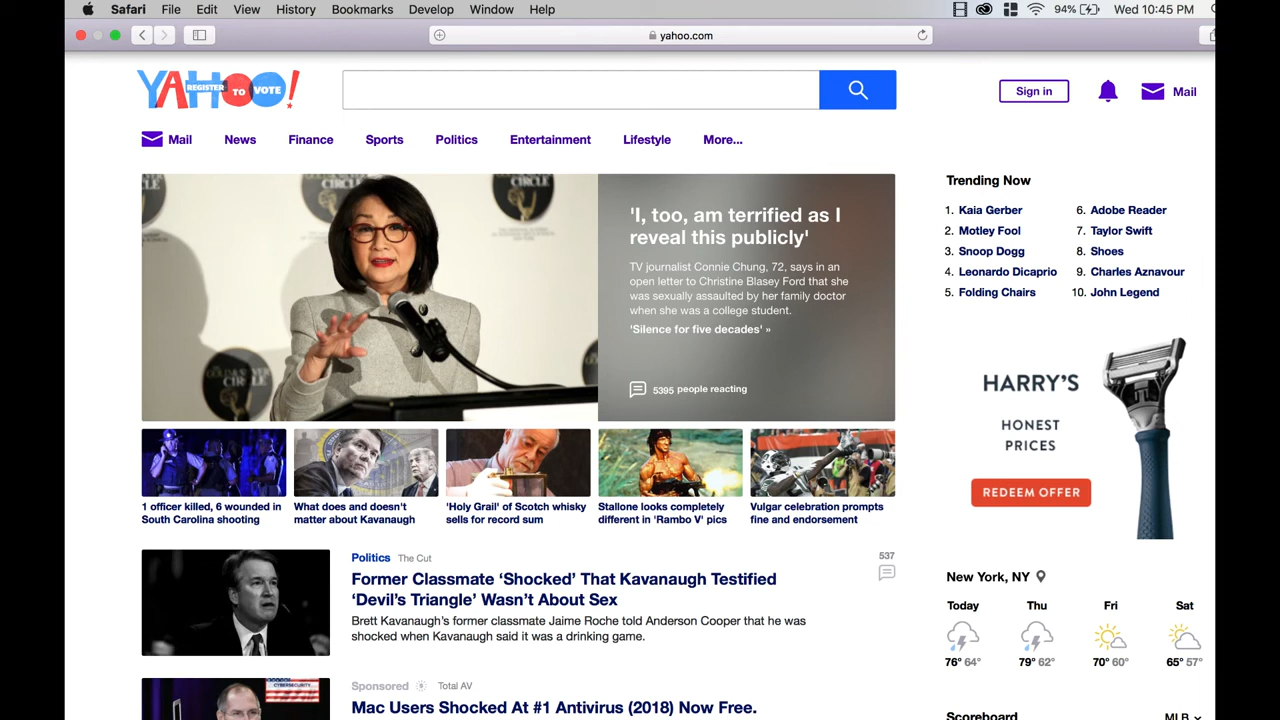 Safari File Edit View History Bookmarks Develop Window Help 94% Wed 10:45 PM
yahoo.com
YAHOO! REGISTER TO VOTE
Sign in Mail
Mail News Finance Sports Politics Entertainment Lifestyle More...
'I, too, am terrified as I
reveal this publicly'
TV journalist Connie Chung, 72, says in an
open letter to Christine Blasey Ford that she
was sexually assaulted by her family doctor
when she was a college student.
'Silence for five decades' »
5395 people reacting
1 officer killed, 6 wounded in
South Carolina shooting
What does and doesn't
matter about Kavanaugh
'Holy Grail' of Scotch whisky
sells for record sum
Stallone looks completely
different in 'Rambo V' pics
Vulgar celebration prompts
fine and endorsement
Politics The Cut
537
Former Classmate ‘Shocked’ That Kavanaugh Testified
‘Devil’s Triangle’ Wasn’t About Sex
Brett Kavanaugh’s former classmate Jaime Roche told Anderson Cooper that he was
shocked when Kavanaugh said it was a drinking game.
Sponsored Total AV
Mac Users Shocked At #1 Antivirus (2018) Now Free.
CYBERSECURITY
Trending Now
1. Kaia Gerber
2. Motley Fool
3. Snoop Dogg
4. Leonardo Dicaprio
5. Folding Chairs
6. Adobe Reader
7. Taylor Swift
8. Shoes
9. Charles Aznavour
10. John Legend
HARRY'S
HONEST
PRICES
REDEEM OFFER
New York, NY
Today Thu Fri Sat
76° 64° 79° 62° 70° 60° 65° 57°
Scoreboard MLB